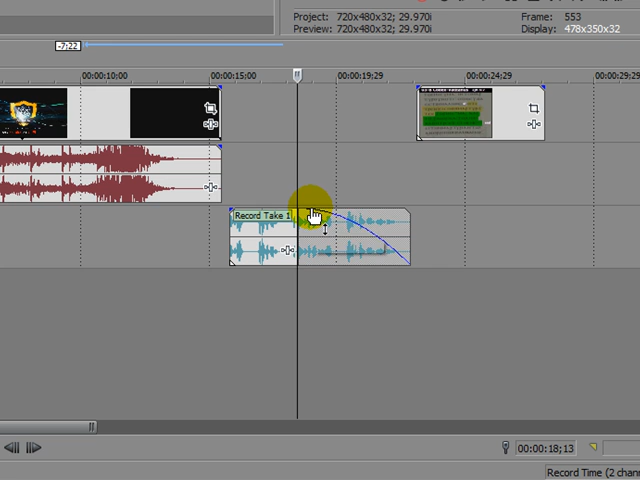 Project: 720x480x32; 29.970i
Frame: 553
Preview: 720x480x32; 29.970i
Display: 478x350x32
-7;22
00:00:10;00
00:00:15;00
00:00:19;29
00:00:24;29
00:00:29;29
Record Take 1
00:00:18;13
Record Time (2 chann